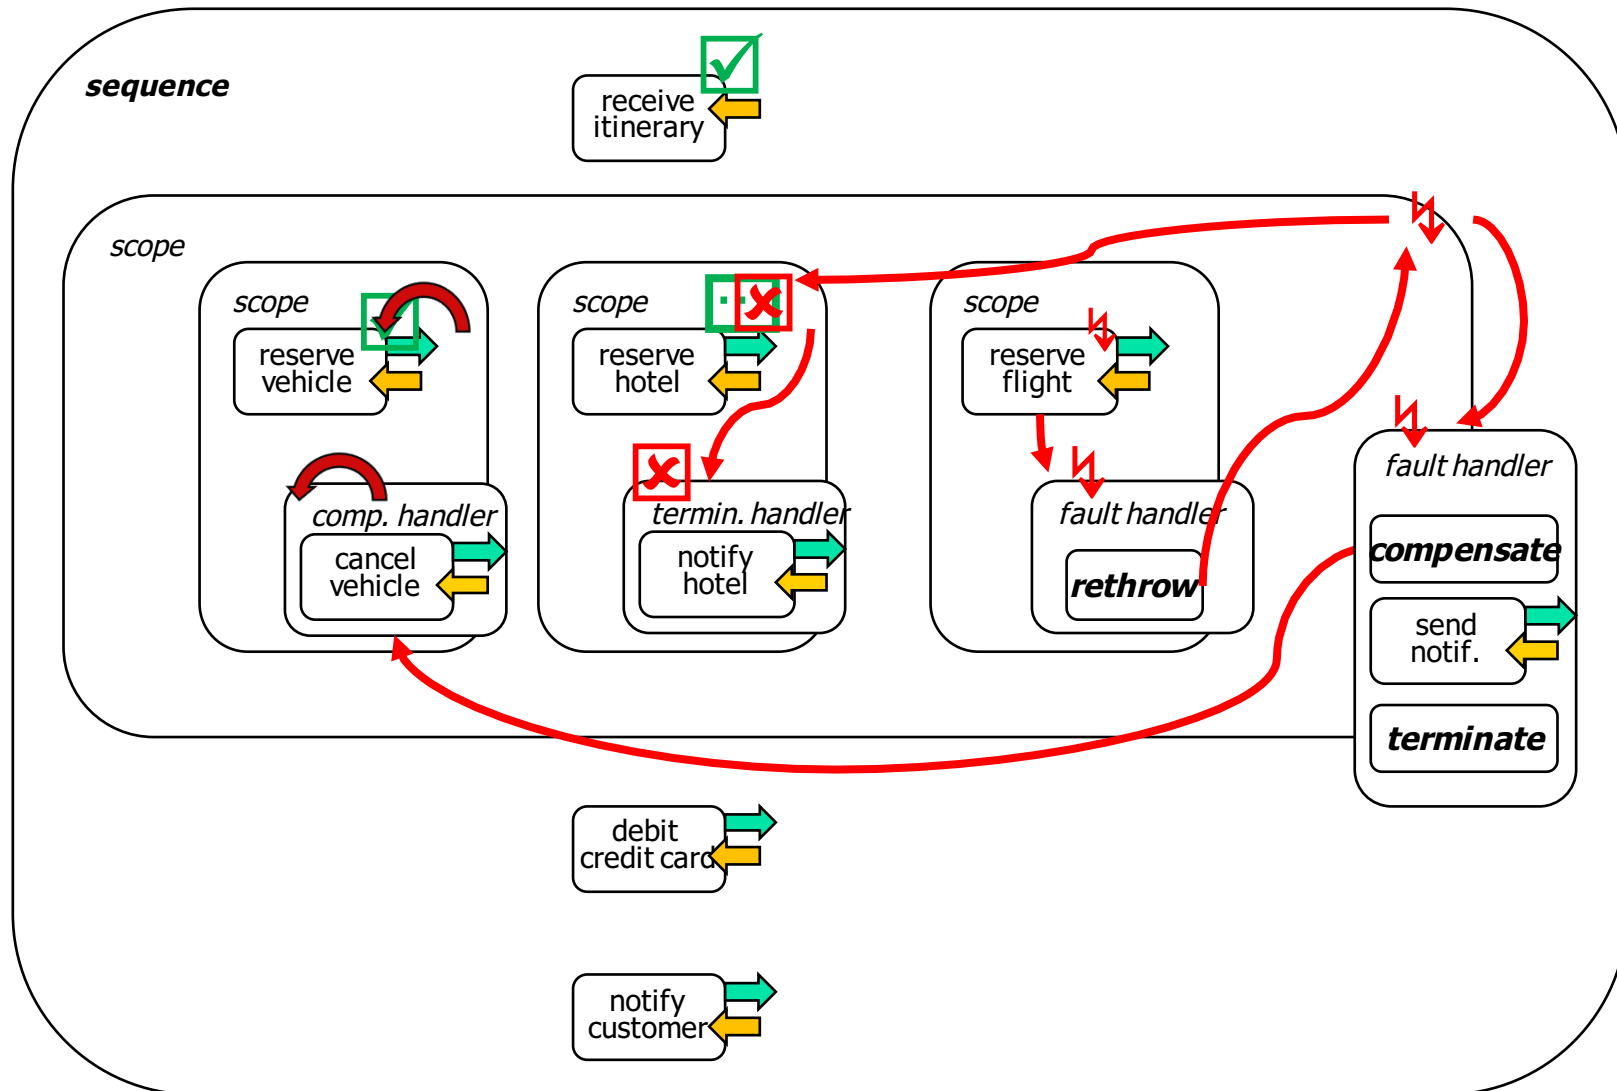 sequence
receive
itinerary
scope
scope
reserve
vehicle
comp. handler
cancel
vehicle
scope
reserve
hotel
termin. handler
notify
hotel
scope
reserve
flight
fault handler
rethrow
fault handler
compensate
send
notif.
terminate
debit
credit card
notify
customer